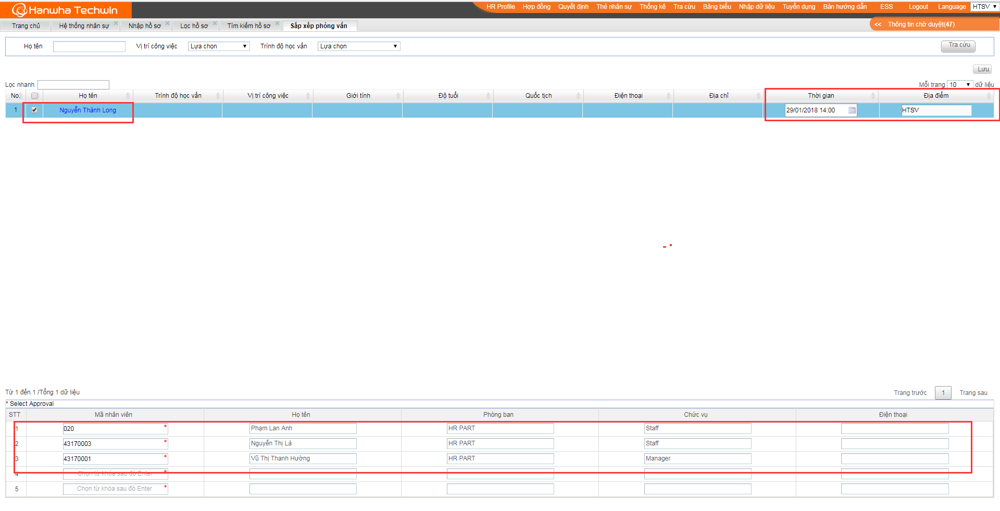 Hanwha Techwin
HR Profile Hợp đồng Quyết định Thẻ nhân sự Thống kê Tra cứu Bảng biểu Nhập dữ liệu Tuyển dụng Bản hướng dẫn ESS Logout Language HTSV
Trang chủ Hệ thống nhân sự Nhập hồ sơ Lọc hồ sơ Tìm kiếm hồ sơ Sắp xếp phỏng vấn
<< Thông tin chờ duyệt(47)
Họ tên Vị trí công việc Lựa chọn Trình độ học vấn Lựa chọn Tra cứu
Lưu
Lọc nhanh Mỗi trang 10 dữ liệu
No. Họ tên Trình độ học vấn Vị trí công việc Giới tính Độ tuổi Quốc tịch Điện thoại Địa chỉ Thời gian Địa điểm
1 Nguyễn Thành Long 29/01/2018 14:00 HTSV
Từ 1 đến 1 /Tổng 1 dữ liệu Trang trước 1 Trang sau
* Select Approval
STT Mã nhân viên Họ tên Phòng ban Chức vụ Điện thoại
1 020 * Phạm Lan Anh HR PART Staff
2 43170003 * Nguyễn Thị Là HR PART Staff
3 43170001 * Vũ Thị Thanh Hường HR PART Manager
4 Chọn từ khóa sau đó Enter *
5 Chọn từ khóa sau đó Enter *